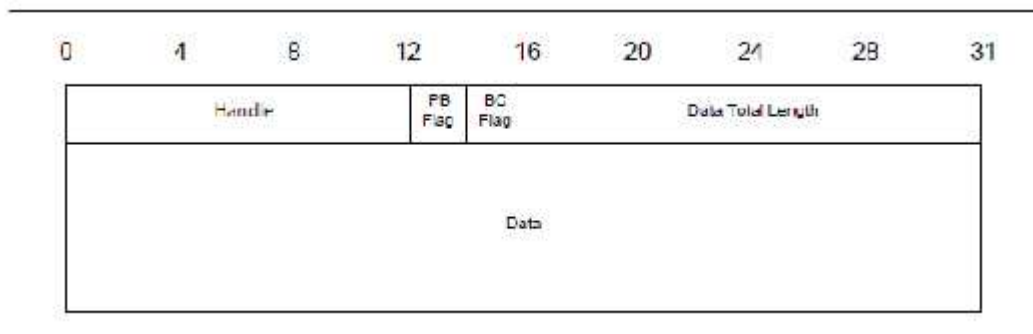 0 4 8 12 16 20 24 28 31
Handle PB Flag BC Flag Data Total Length
Data